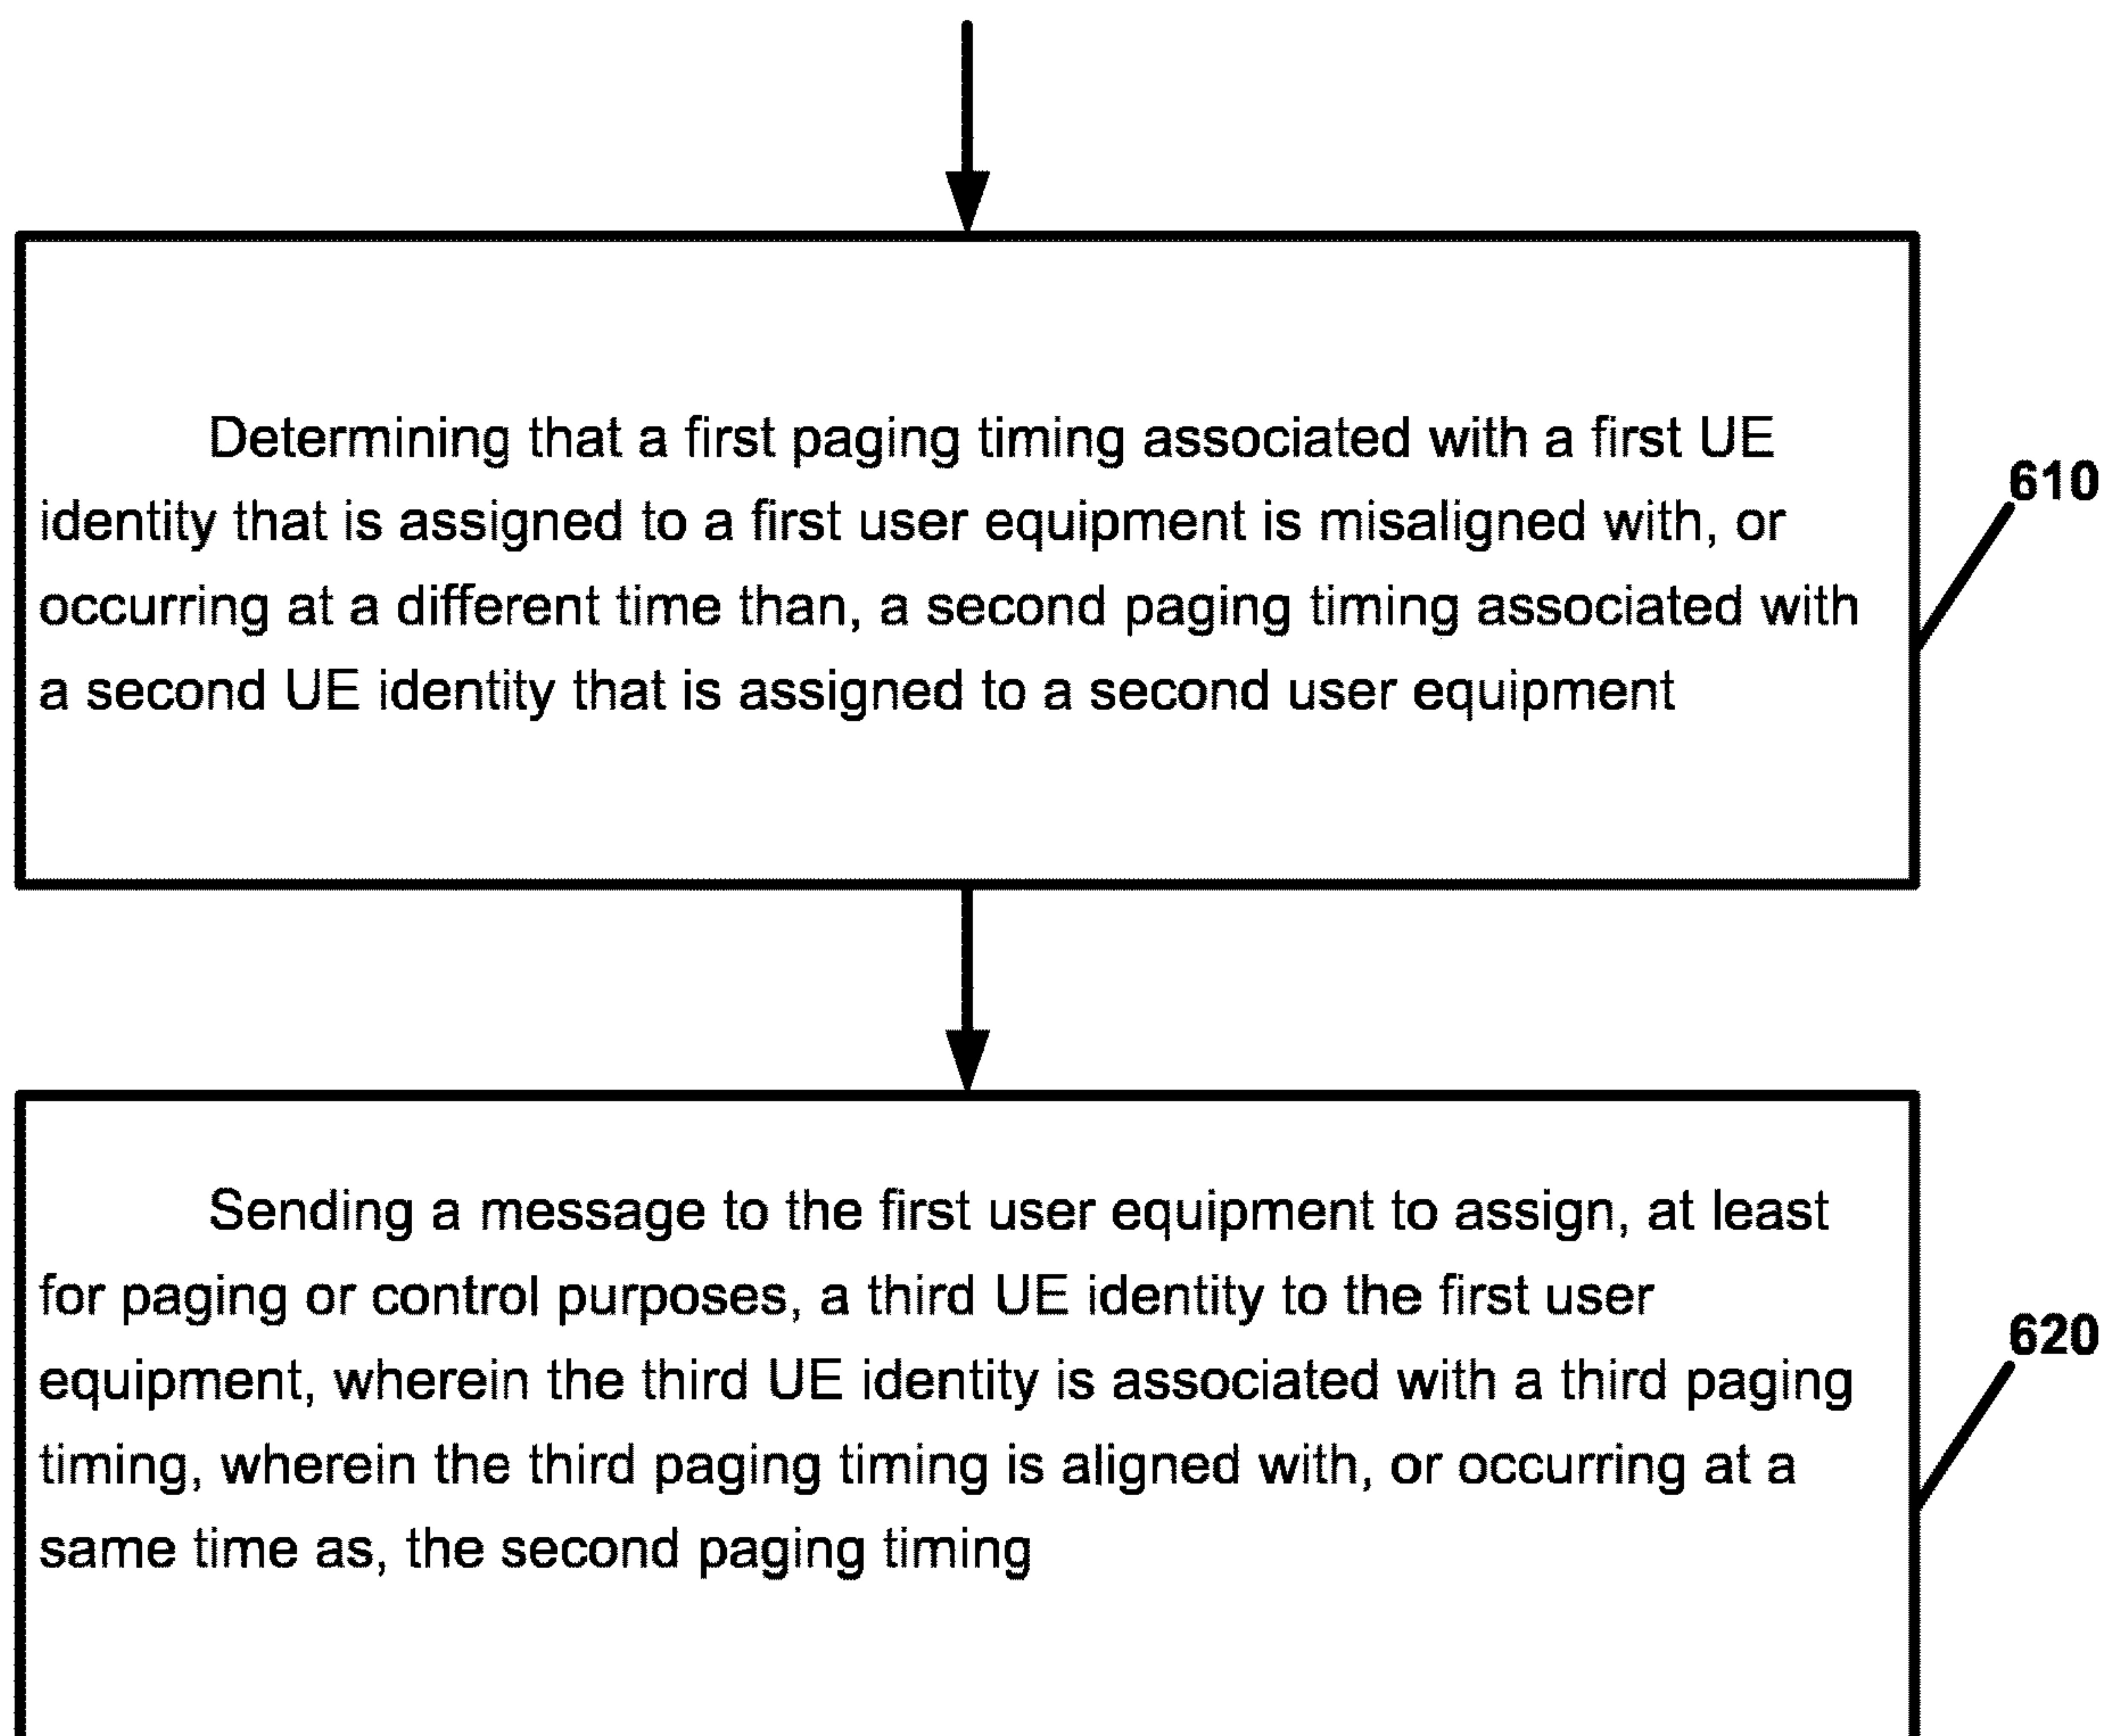 Determining that a first paging timing associated with a first UE
identity that is assigned to a first user equipment is misaligned with, or
occurring at a different time than, a second paging timing associated with
a second UE identity that is assigned to a second user equipment
610
Sending a message to the first user equipment to assign, at least
for paging or control purposes, a third UE identity to the first user
equipment, wherein the third UE identity is associated with a third paging
timing, wherein the third paging timing is aligned with, or occurring at a
same time as, the second paging timing
620